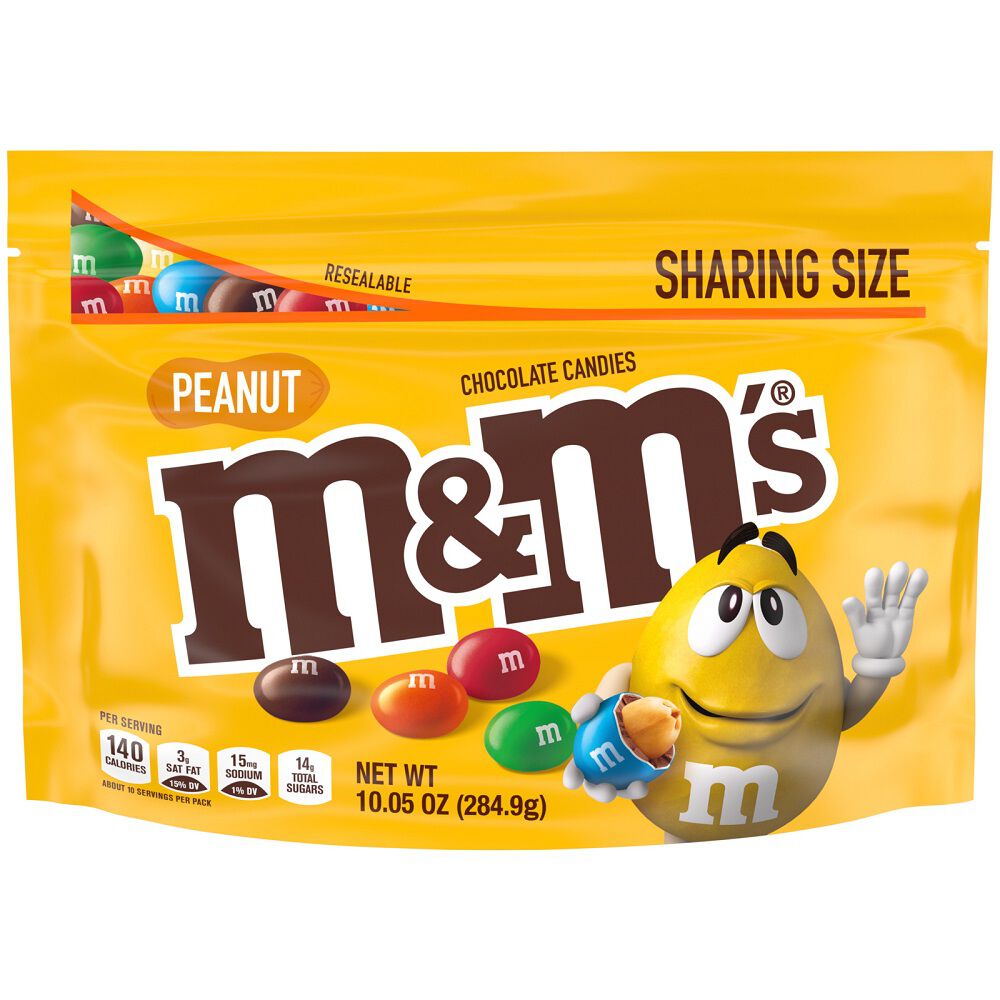 RESEALABLE
SHARING SIZE
PEANUT
CHOCOLATE CANDIES
m&m's®
m
m
m
m
m
m
PER SERVING
140
CALORIES
3g
SAT FAT
15% DV
15mg
SODIUM
1% DV
14g
TOTAL
SUGARS
ABOUT 10 SERVINGS PER PACK
NET WT
10.05 OZ (284.9g)